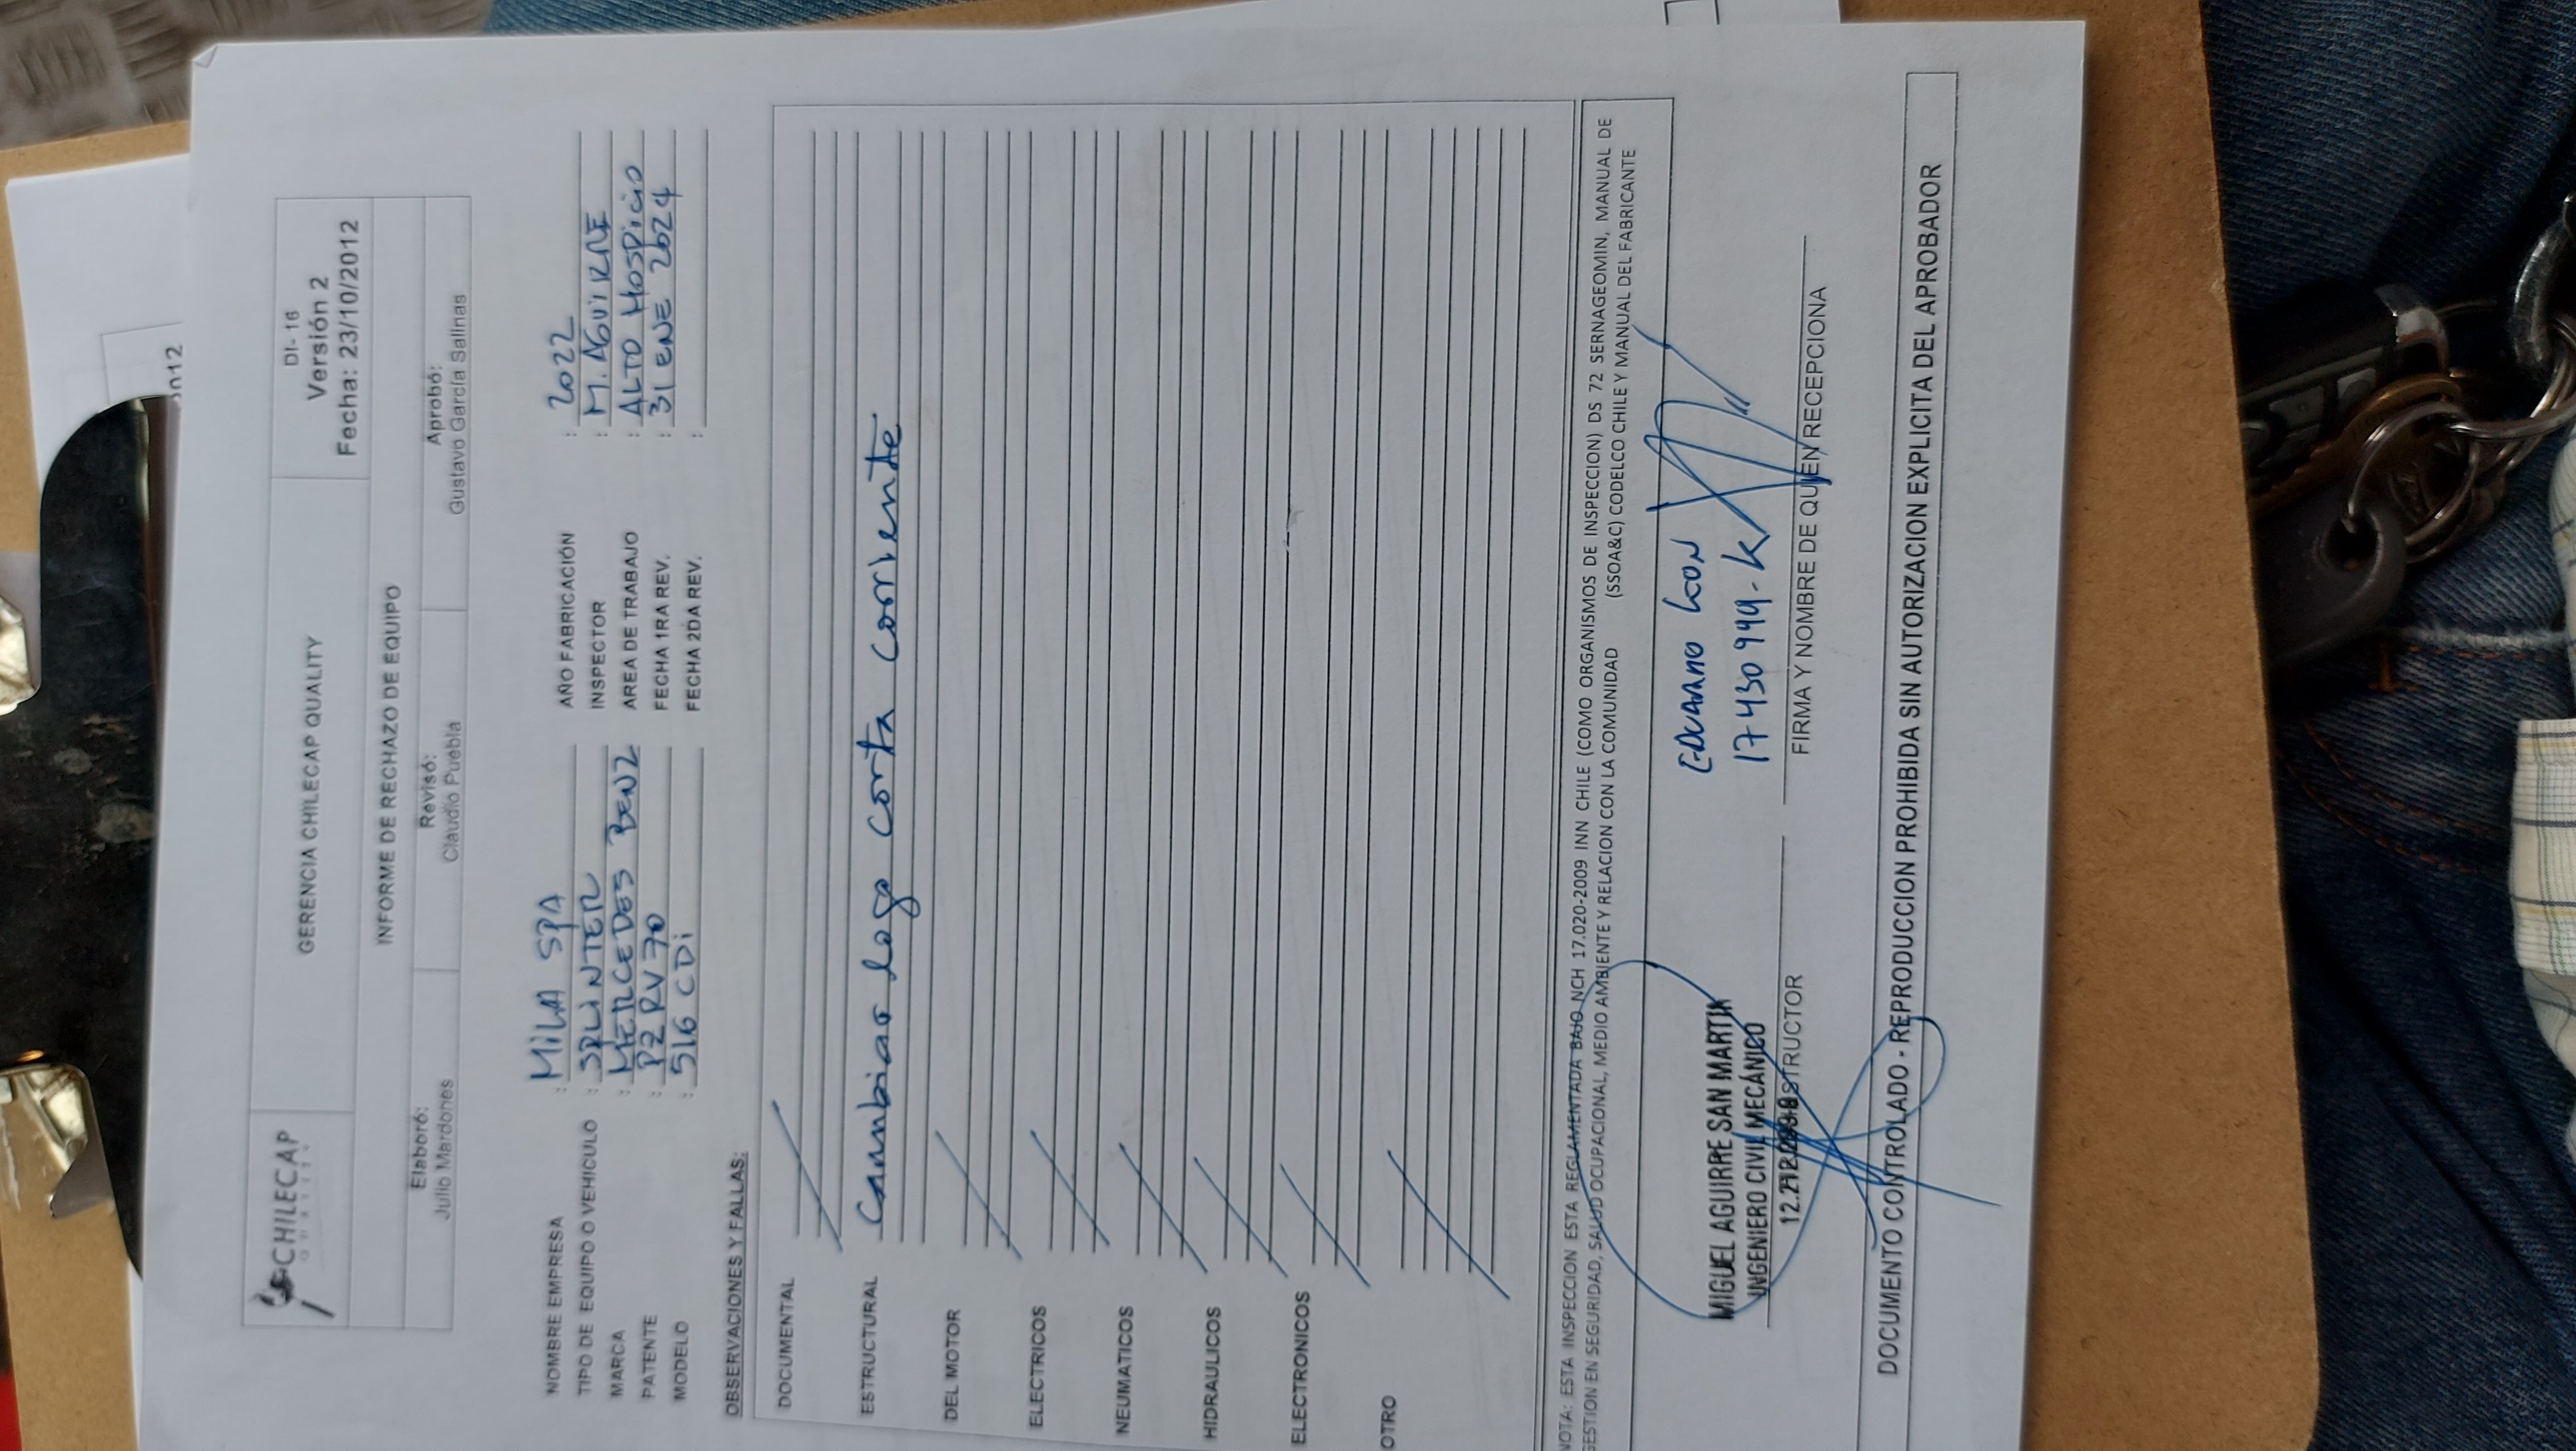 CHILECAP
QUALITY
GERENCIA CHILECAP QUALITY
DI- 16
Versión 2
Fecha: 23/10/2012
INFORME DE RECHAZO DE EQUIPO
Elaboró:
Julio Mardones
Revisó:
Claudio Puebla
Aprobó:
Gustavo García Salinas
NOMBRE EMPRESA : MILA SPA
AÑO FABRICACIÓN : 2022
TIPO DE EQUIPO O VEHICULO : SPLINTER
INSPECTOR : M. AGUIRRE
MARCA : MERCEDES BENZ
AREA DE TRABAJO : ALTO HOSPICIO
PATENTE : PZRV70
FECHA 1RA REV. : 31 ENE 2024
MODELO : 516 CDi
FECHA 2DA REV. :
OBSERVACIONES Y FALLAS:
DOCUMENTAL
ESTRUCTURAL Cambiar logo corta corriente
DEL MOTOR
ELECTRICOS
NEUMATICOS
HIDRAULICOS
ELECTRONICOS
OTRO
NOTA: ESTA INSPECCION ESTA REGLAMENTADA BAJO NCH 17.020-2009 INN CHILE (COMO ORGANISMOS DE INSPECCION) DS 72 SERNAGEOMIN, MANUAL DE
GESTION EN SEGURIDAD, SALUD OCUPACIONAL, MEDIO AMBIENTE Y RELACION CON LA COMUNIDAD (SSOA&C) CODELCO CHILE Y MANUAL DEL FABRICANTE
MIGUEL AGUIRRE SAN MARTIN
INGENIERO CIVIL MECÁNICO
EDUARDO LEON
17430999-K
FIRMA Y NOMBRE DE QUIEN RECEPCIONA
DOCUMENTO CONTROLADO - REPRODUCCION PROHIBIDA SIN AUTORIZACION EXPLICITA DEL APROBADOR